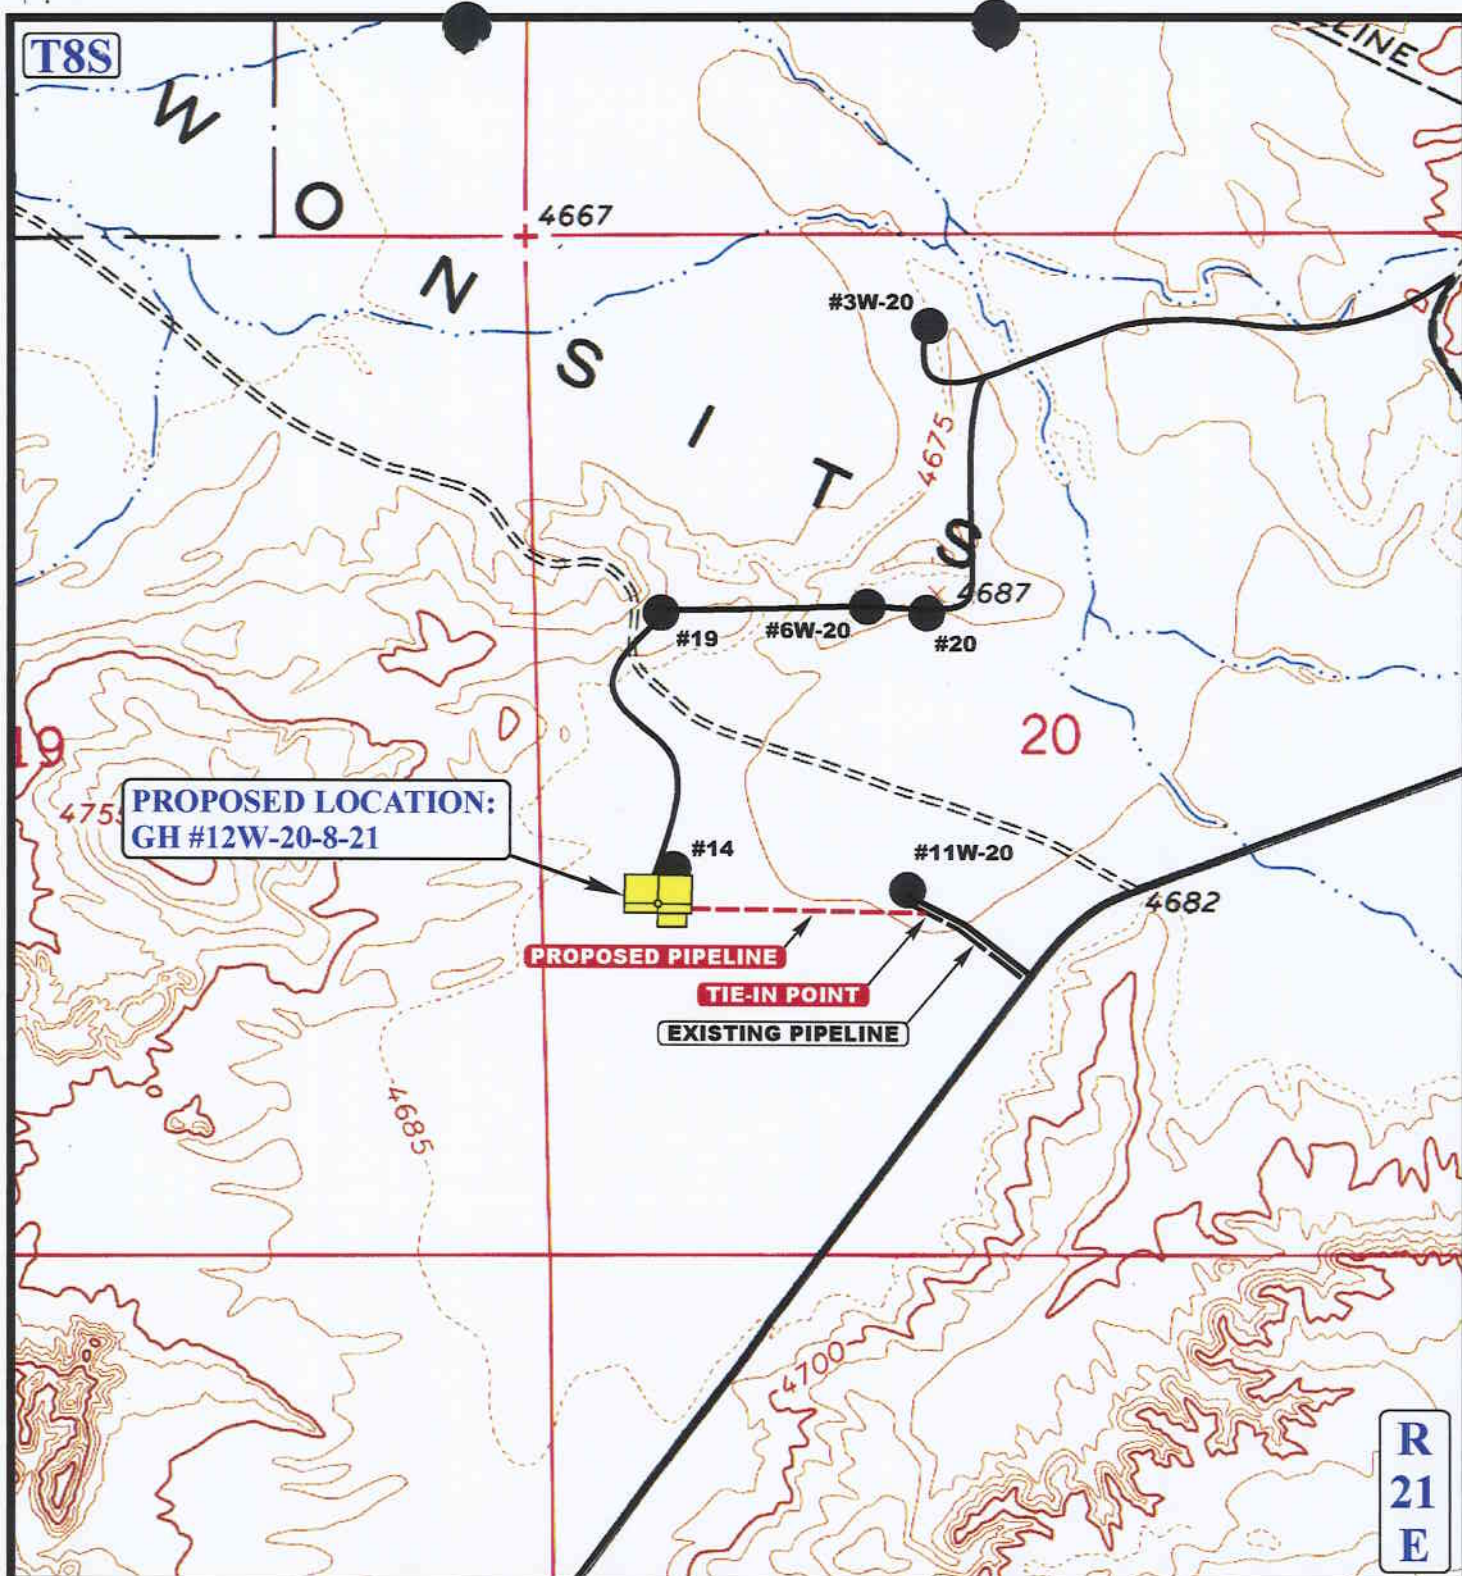 T8S
LINE
WONSITS
4667
#3W-20
4675
4687
#19
#6W-20
#20
19
20
PROPOSED LOCATION:
GH #12W-20-8-21
#14
#11W-20
4682
PROPOSED PIPELINE
TIE-IN POINT
EXISTING PIPELINE
4685
4700
R
21
E